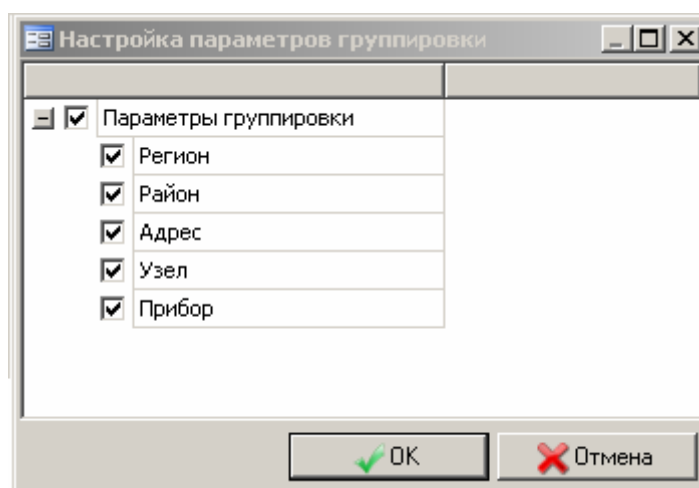 Настройка параметров группировки
Параметры группировки
Регион
Район
Адрес
Узел
Прибор
OK
Отмена